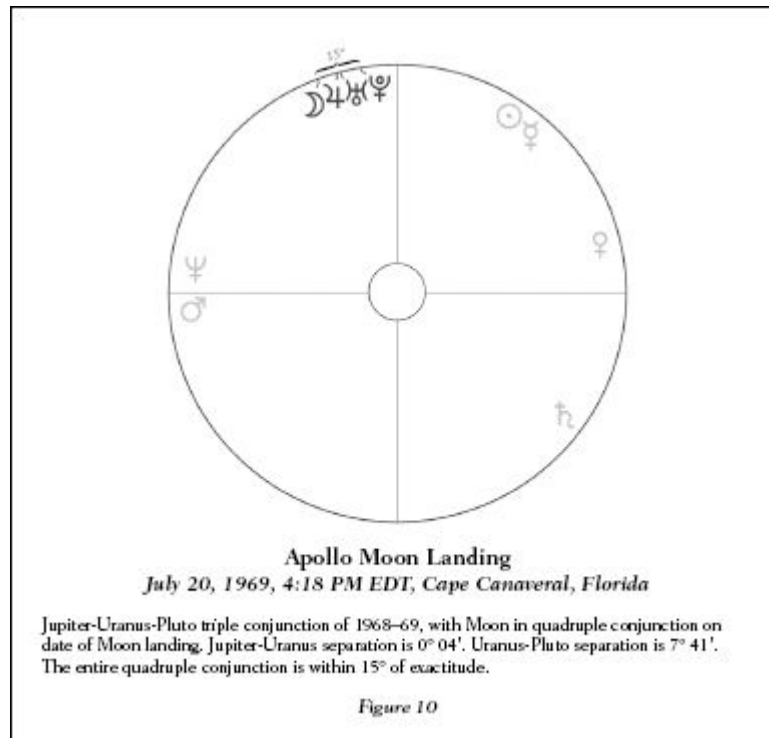 15°
Apollo Moon Landing
July 20, 1969, 4:18 PM EDT, Cape Canaveral, Florida
Jupiter-Uranus-Pluto triple conjunction of 1968–69, with Moon in quadruple conjunction on
date of Moon landing. Jupiter-Uranus separation is 0° 04'. Uranus-Pluto separation is 7° 41'.
The entire quadruple conjunction is within 15° of exactitude.
Figure 10